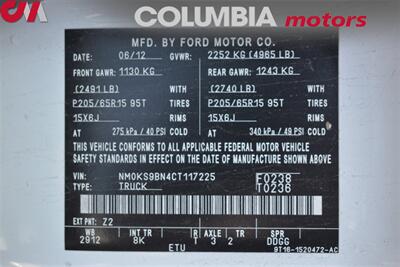 CM
COLUMBIA motors
MFD. BY FORD MOTOR CO.
DATE: 06/12 GVWR: 2252 KG (4965 LB)
FRONT GAWR: 1130 KG REAR GAWR: 1243 KG
(2491 LB) WITH (2740 LB) WITH
P205/65R15 95T TIRES P205/65R15 95T TIRES
15X6J RIMS 15X6J RIMS
AT 275 kPa / 40 PSI COLD AT 340 kPa / 49 PSI COLD
THIS VEHICLE CONFORMS TO ALL APPLICABLE FEDERAL MOTOR VEHICLE
SAFETY STANDARDS IN EFFECT ON THE DATE OF MANUFACTURE SHOWN ABOVE.
VIN: NM0KS9BN4CT117225 F0238
TYPE: TRUCK T0236
EXT PNT: Z2
WB INT TR R AXLE TR SPR
2912 8K 3 2 DDGG
ETU 9T16-1520472-AC